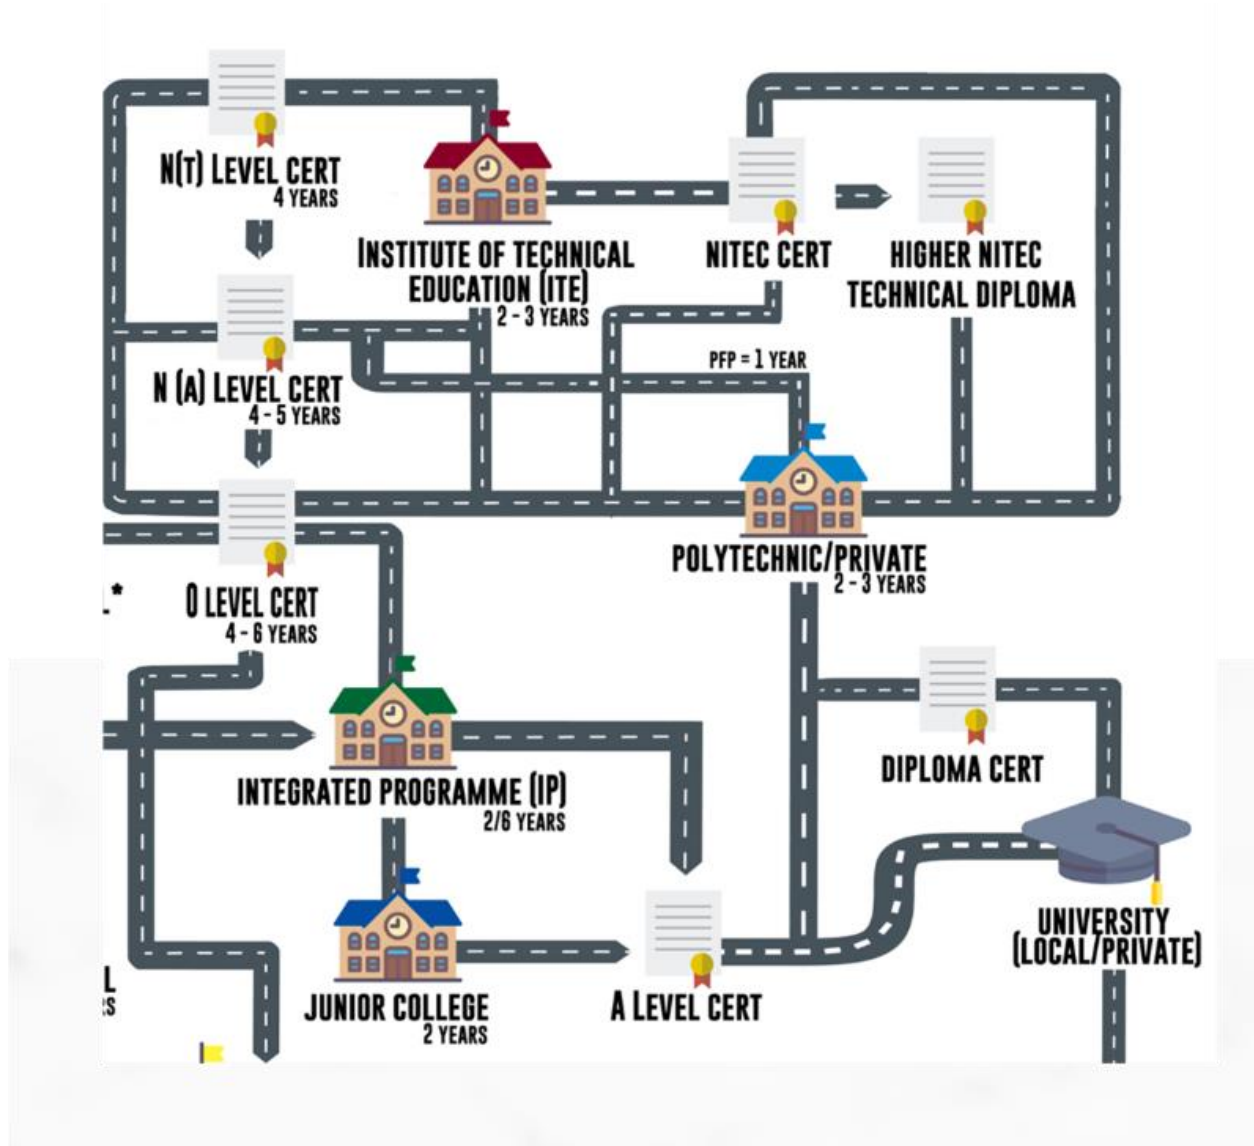 N(T) LEVEL CERT
4 YEARS
INSTITUTE OF TECHNICAL
EDUCATION (ITE)
2 - 3 YEARS
NITEC CERT
HIGHER NITEC
TECHNICAL DIPLOMA
N (A) LEVEL CERT
4 - 5 YEARS
PFP = 1 YEAR
POLYTECHNIC/PRIVATE
2 - 3 YEARS
L*
O LEVEL CERT
4 - 6 YEARS
INTEGRATED PROGRAMME (IP)
2/6 YEARS
DIPLOMA CERT
UNIVERSITY
(LOCAL/PRIVATE)
L
RS
JUNIOR COLLEGE
2 YEARS
A LEVEL CERT